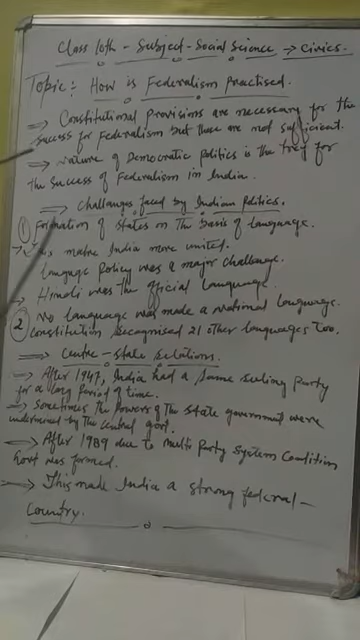 Class 10th - Subject - Social Science → Civics
Topic:- How is Federalism Practised.
⇒ Constitutional Provisions are necessary for the
success for Federalism but these are not sufficient.
→ nature of Democratic politics is the key for
the success of Federalism in India.
⇒ challanges faced by Indian Politics.
① Formation of states on the basis of language.
→ make India more united.
language policy was a major challange.
→ Hindi was the official language.
No language was made a National language.
② constitution recognised 21 other languages too.
⇒ Centre - state relations.
→ After 1947, India had a same ruling party
for a long period of time.
→ Sometimes the powers of the state government were
undermined by the central govt.
⇒ After 1989 due to multi Party System Condition
Govt was formed.
⇒ This made India a strong federal -
Country.